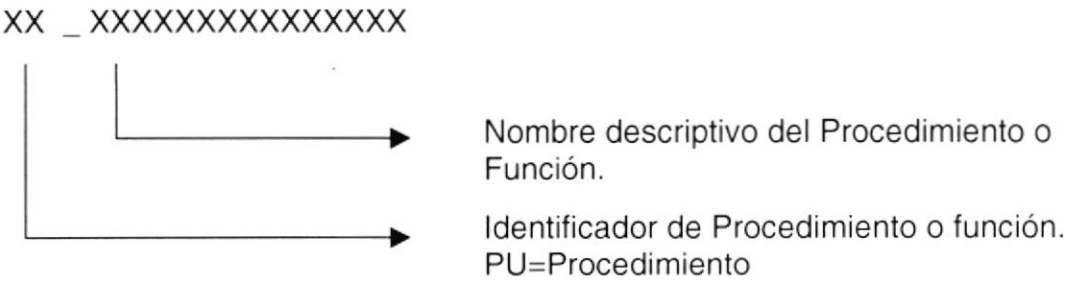 XX _ XXXXXXXXXXXXXXX
Nombre descriptivo del Procedimiento o
Función.
Identificador de Procedimiento o función.
PU=Procedimiento